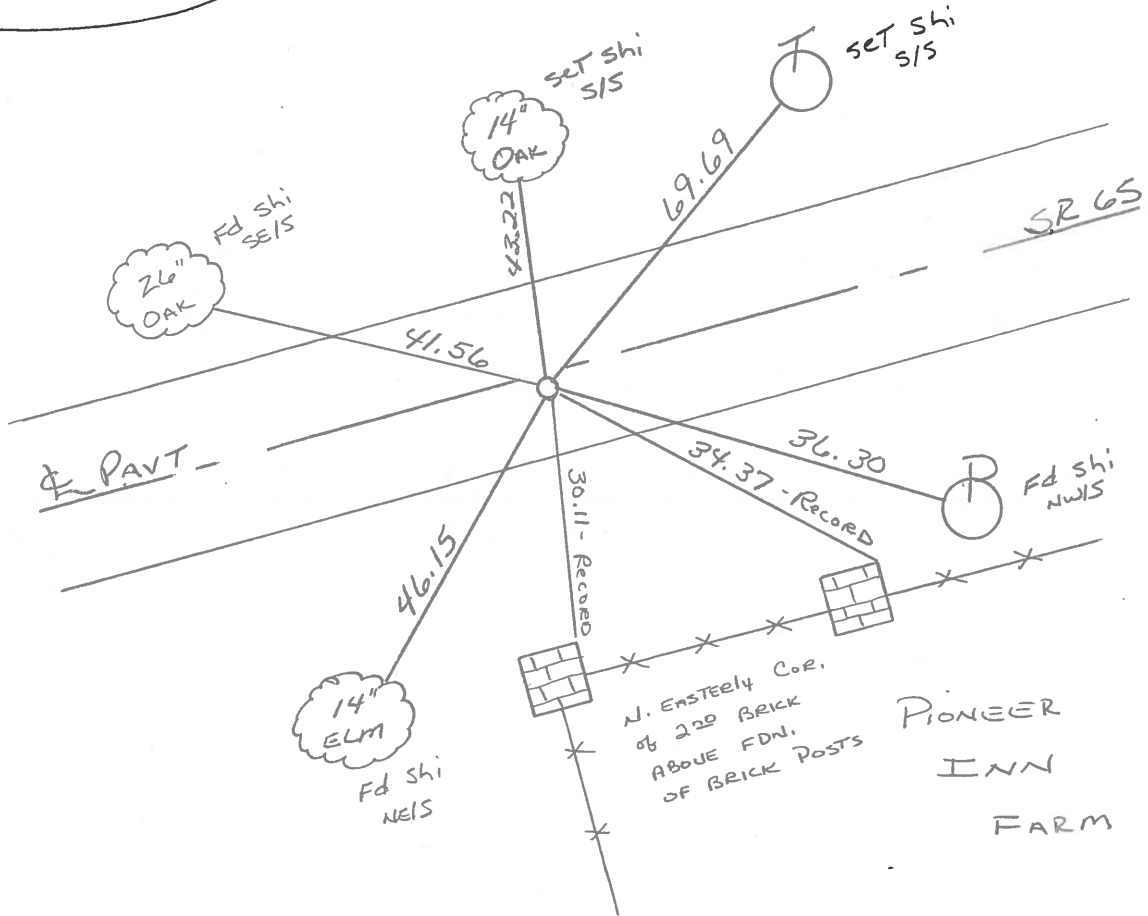 seT Shi
S/S
T
seT Shi
S/S
14"
OAK
Fd Shi
SE/S
26"
OAK
43.22
69.69
SR 65
41.56
℄ PAVT
36.30
34.37 - RECORD
P
Fd Shi
NW/S
30.11 - RECORD
46.15
14"
ELM
Fd Shi
NE/S
N. EASTERLY COR.
of 2ND BRICK
ABOVE FDN.
OF BRICK POSTS
PIONEER
INN
FARM